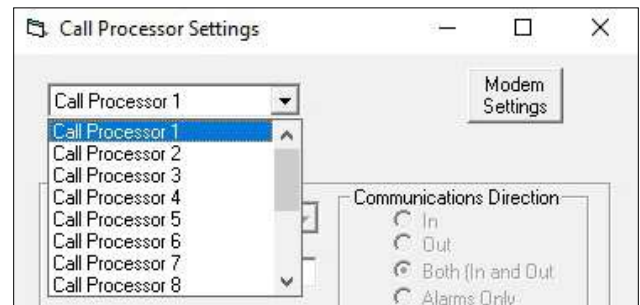 Call Processor Settings
Modem
Settings
Call Processor 1
Call Processor 1
Call Processor 2
Call Processor 3
Call Processor 4
Call Processor 5
Call Processor 6
Call Processor 7
Call Processor 8
Communications Direction
In
Out
Both (In and Out
Alarms Only